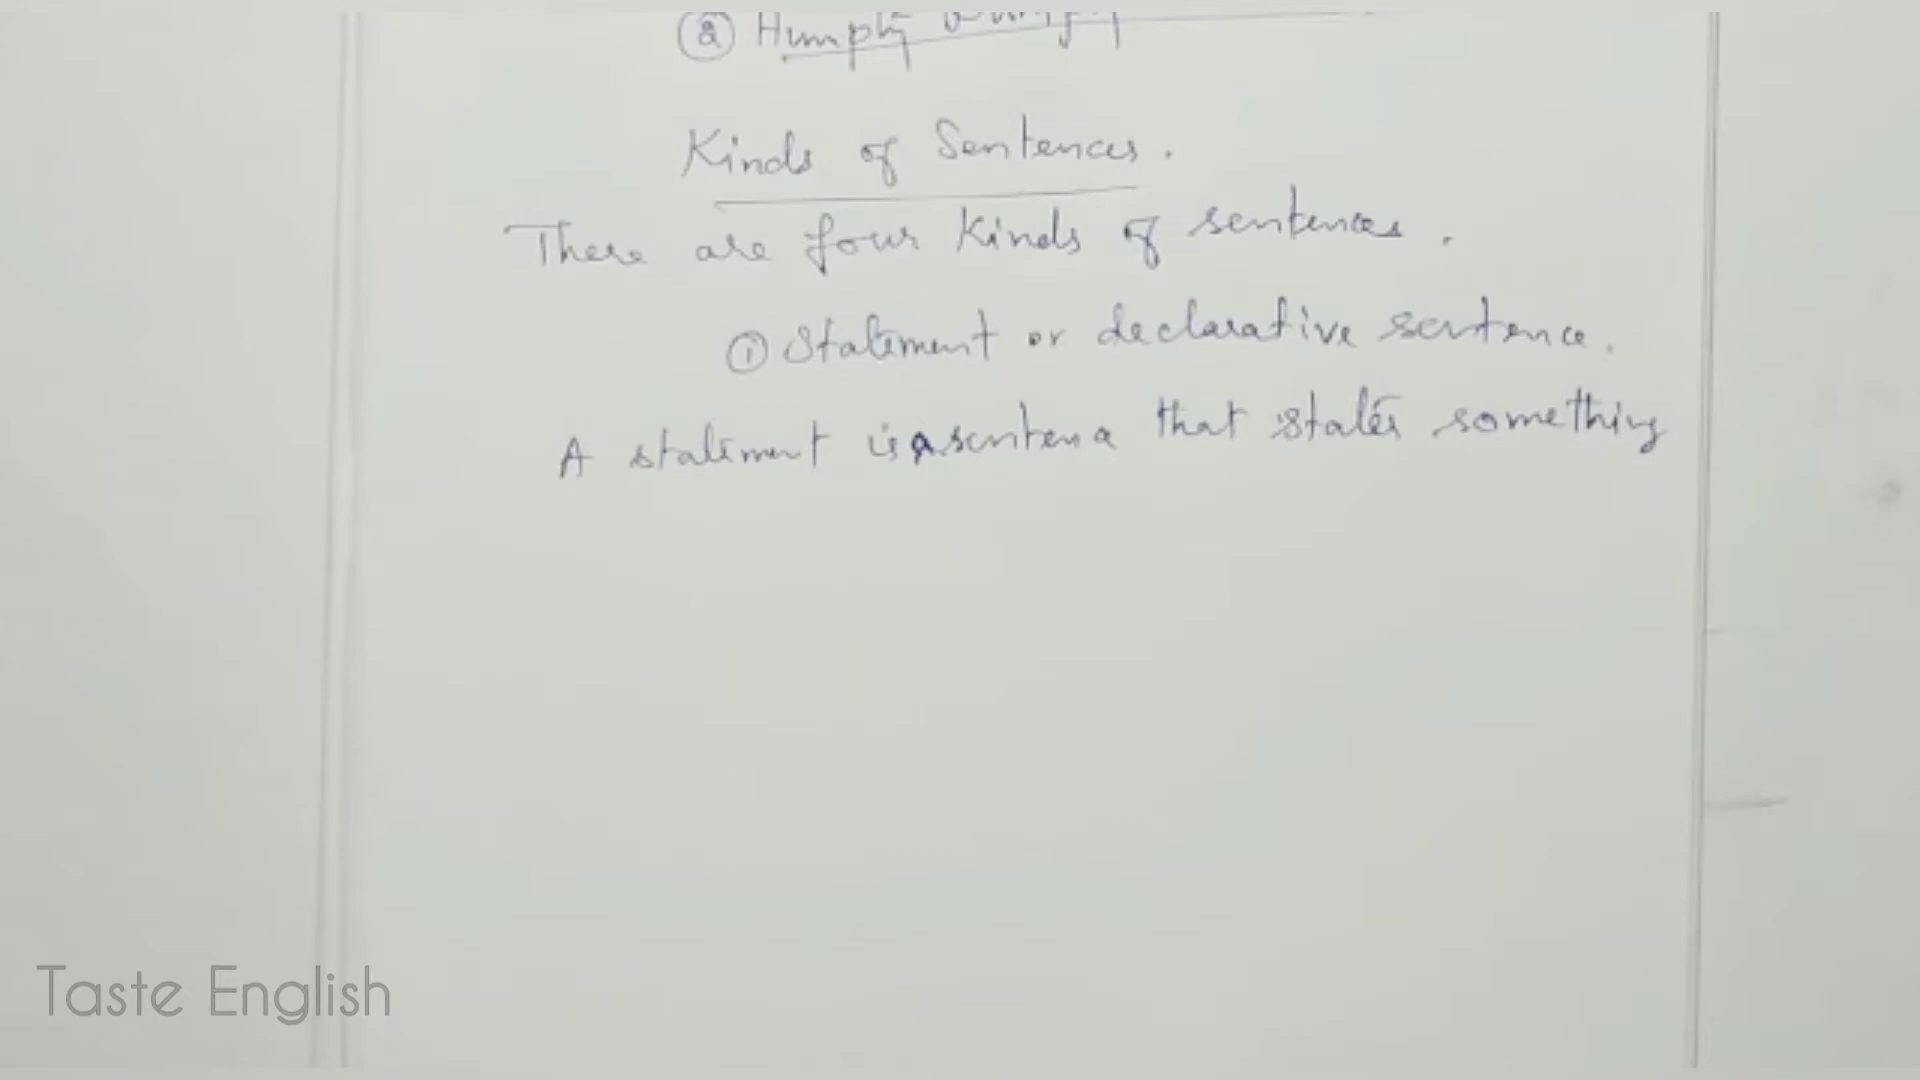 ② Humpty
Kinds of Sentences.
There are four kinds of sentences.
① Statement or declarative sentence.
A statement is a sentence that states something
Taste English